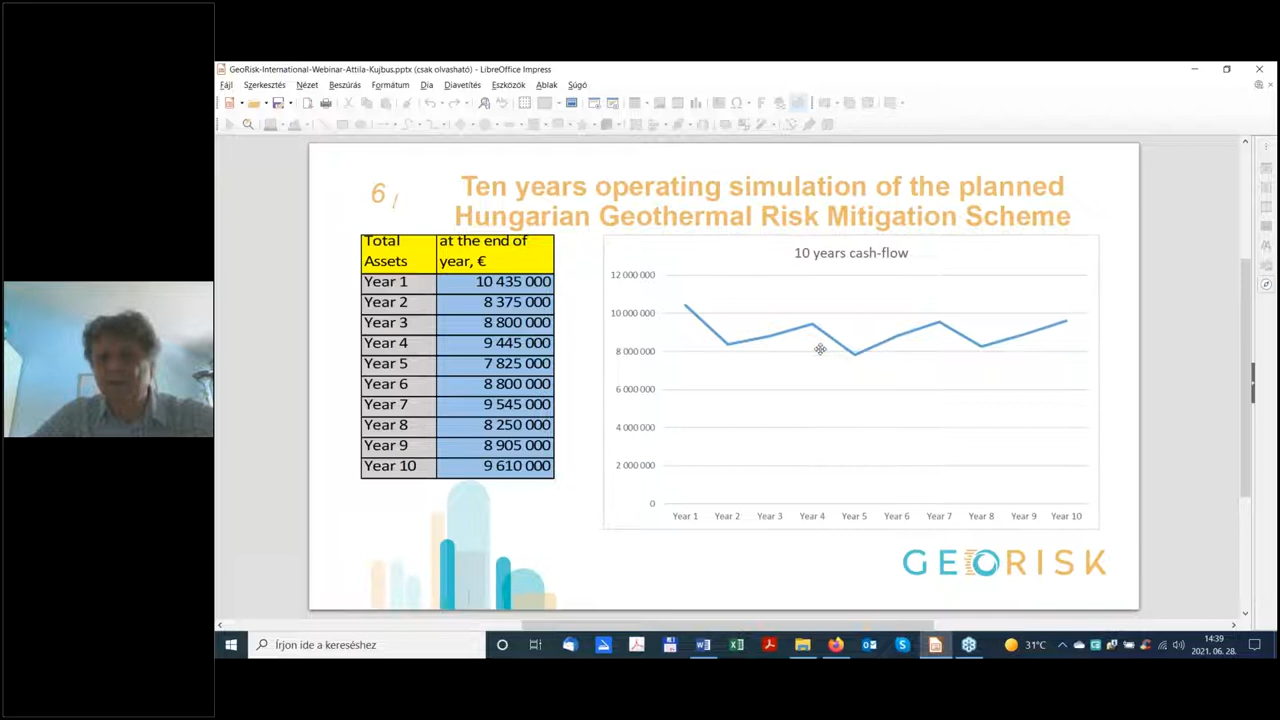 GeoRisk-International-Webinar-Attila-Kujbus.pptx (csak olvasható) - LibreOffice Impress
Fájl Szerkesztés Nézet Beszúrás Formátum Dia Diavetítés Eszközök Ablak Súgó
6 /
Ten years operating simulation of the planned
Hungarian Geothermal Risk Mitigation Scheme
Total Assets at the end of year, €
Year 1 10 435 000
Year 2 8 375 000
Year 3 8 800 000
Year 4 9 445 000
Year 5 7 825 000
Year 6 8 800 000
Year 7 9 545 000
Year 8 8 250 000
Year 9 8 905 000
Year 10 9 610 000
10 years cash-flow
12 000 000
10 000 000
8 000 000
6 000 000
4 000 000
2 000 000
0
Year 1 Year 2 Year 3 Year 4 Year 5 Year 6 Year 7 Year 8 Year 9 Year 10
GEORISK
Írjon ide a kereséshez
31°C
14:39
2021. 06. 28.